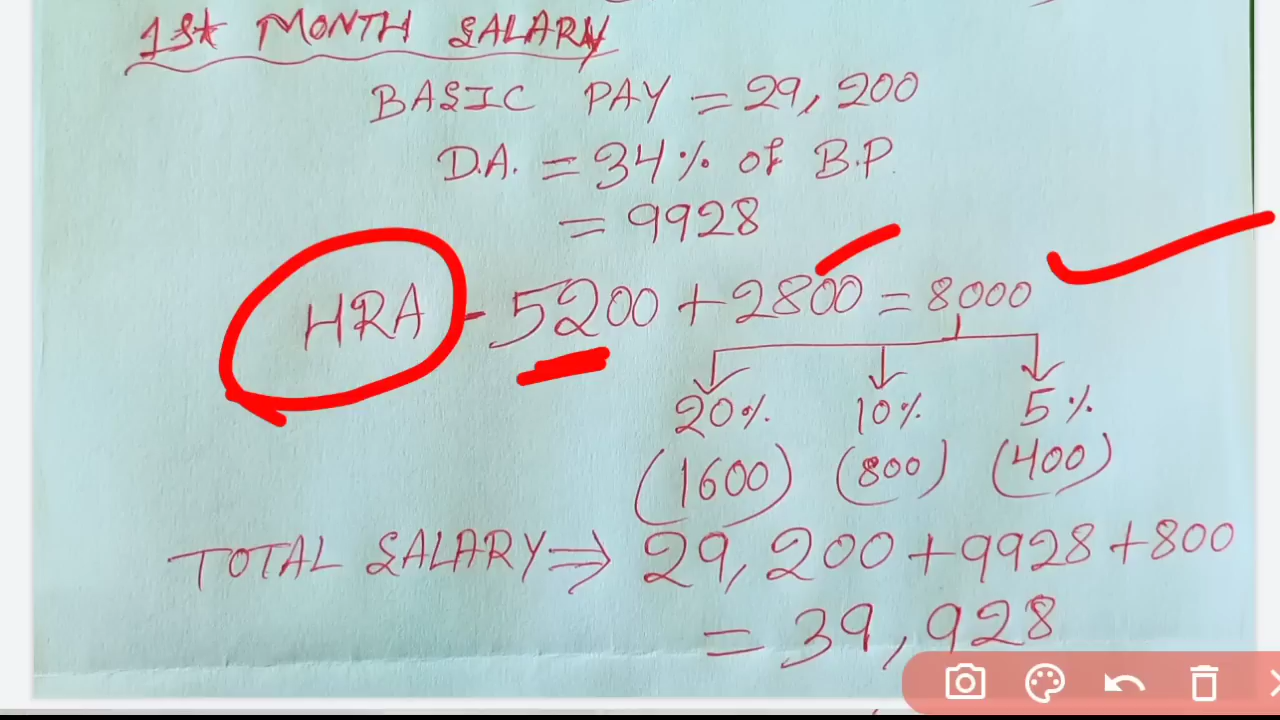 1st MONTH SALARY
BASIC PAY = 29,200
D.A. = 34% of B.P.
= 9928
HRA - 5200 + 2800 = 8000
20% 10% 5%
(1600) (800) (400)
TOTAL SALARY ⇒ 29,200 + 9928 + 800
= 39,928